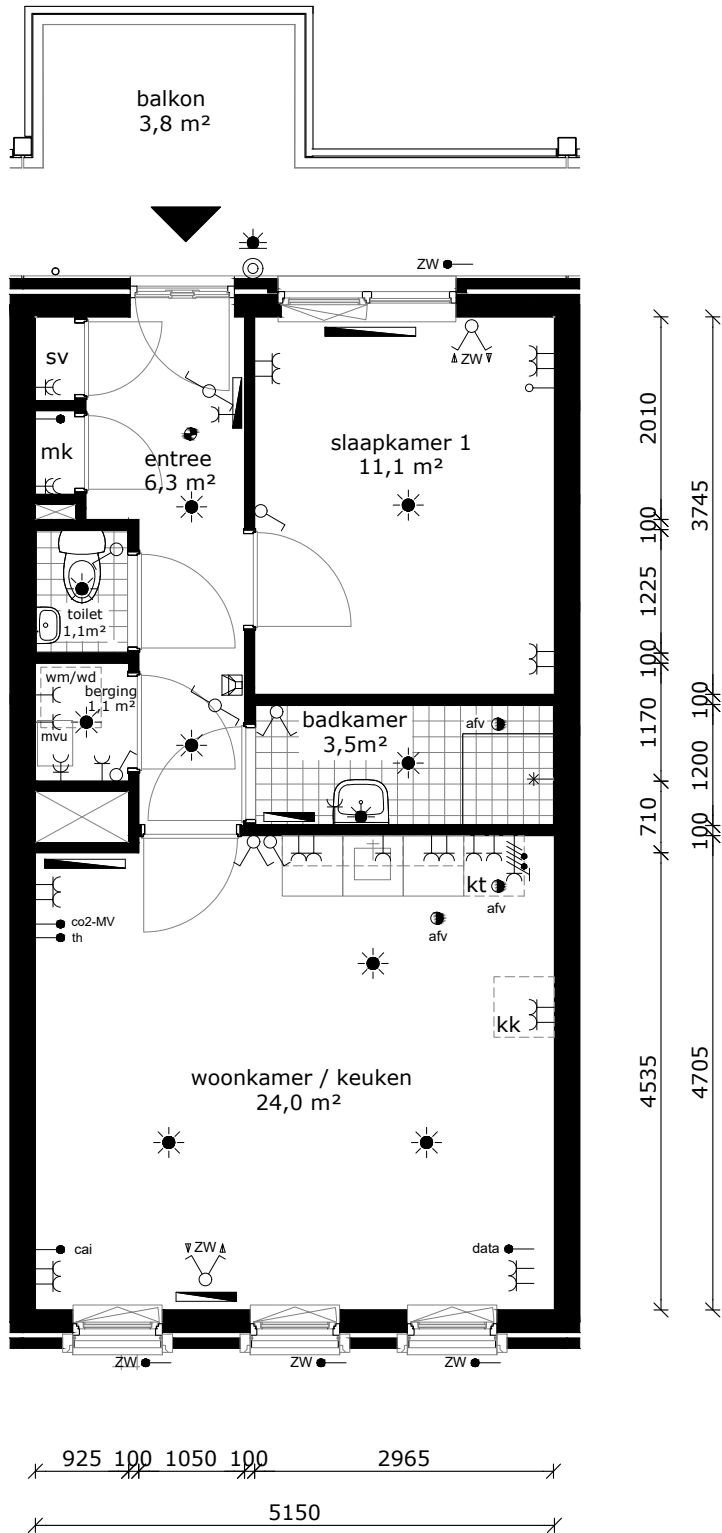 balkon
3,8 m²
ZW
sv
ZW
mk
entree
6,3 m²
slaapkamer 1
11,1 m²
toilet
1,1m²
wm/wd
berging
1,1 m²
mvu
badkamer
3,5m²
afv
kt
afv
afv
co2-MV
th
kk
woonkamer / keuken
24,0 m²
cai
ZW
data
ZW
ZW
ZW
2010
100
1225
100
1170
710
4535
3745
100
1200
100
4705
925
100
1050
100
2965
5150